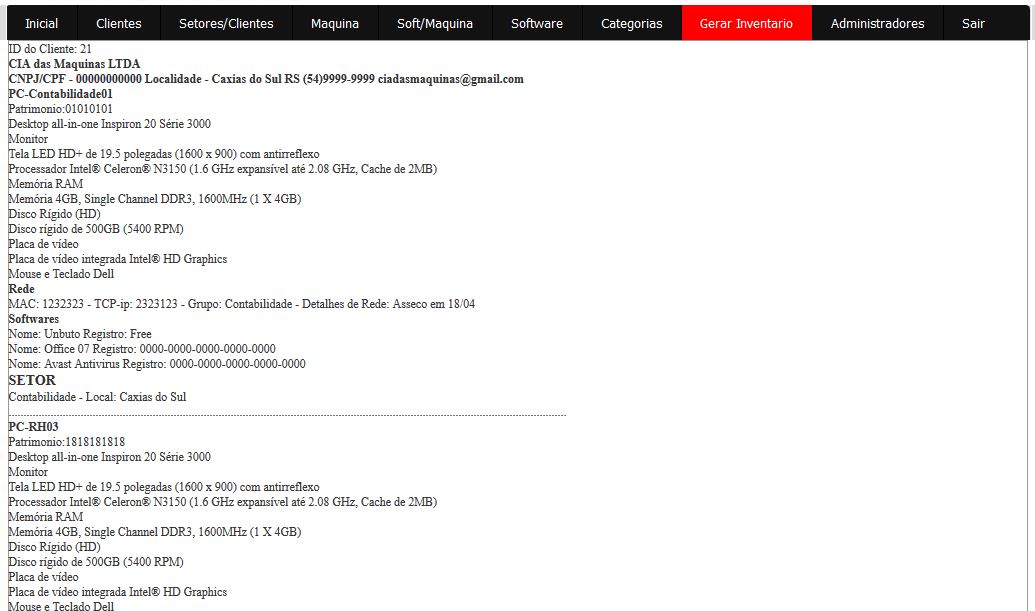 Inicial Clientes Setores/Clientes Maquina Soft/Maquina Software Categorias Gerar Inventario Administradores Sair
ID do Cliente: 21
CIA das Maquinas LTDA
CNPJ/CPF - 00000000000 Localidade - Caxias do Sul RS (54)9999-9999 ciadasmaquinas@gmail.com
PC-Contabilidade01
Patrimonio:01010101
Desktop all-in-one Inspiron 20 Série 3000
Monitor
Tela LED HD+ de 19.5 polegadas (1600 x 900) com antirreflexo
Processador Intel® Celeron® N3150 (1.6 GHz expansível até 2.08 GHz, Cache de 2MB)
Memória RAM
Memória 4GB, Single Channel DDR3, 1600MHz (1 X 4GB)
Disco Rígido (HD)
Disco rígido de 500GB (5400 RPM)
Placa de vídeo
Placa de vídeo integrada Intel® HD Graphics
Mouse e Teclado Dell
Rede
MAC: 1232323 - TCP-ip: 2323123 - Grupo: Contabilidade - Detalhes de Rede: Asseco em 18/04
Softwares
Nome: Unbuto Registro: Free
Nome: Office 07 Registro: 0000-0000-0000-0000-0000
Nome: Avast Antivirus Registro: 0000-0000-0000-0000-0000
SETOR
Contabilidade - Local: Caxias do Sul
PC-RH03
Patrimonio:1818181818
Desktop all-in-one Inspiron 20 Série 3000
Monitor
Tela LED HD+ de 19.5 polegadas (1600 x 900) com antirreflexo
Processador Intel® Celeron® N3150 (1.6 GHz expansível até 2.08 GHz, Cache de 2MB)
Memória RAM
Memória 4GB, Single Channel DDR3, 1600MHz (1 X 4GB)
Disco Rígido (HD)
Disco rígido de 500GB (5400 RPM)
Placa de vídeo
Placa de vídeo integrada Intel® HD Graphics
Mouse e Teclado Dell